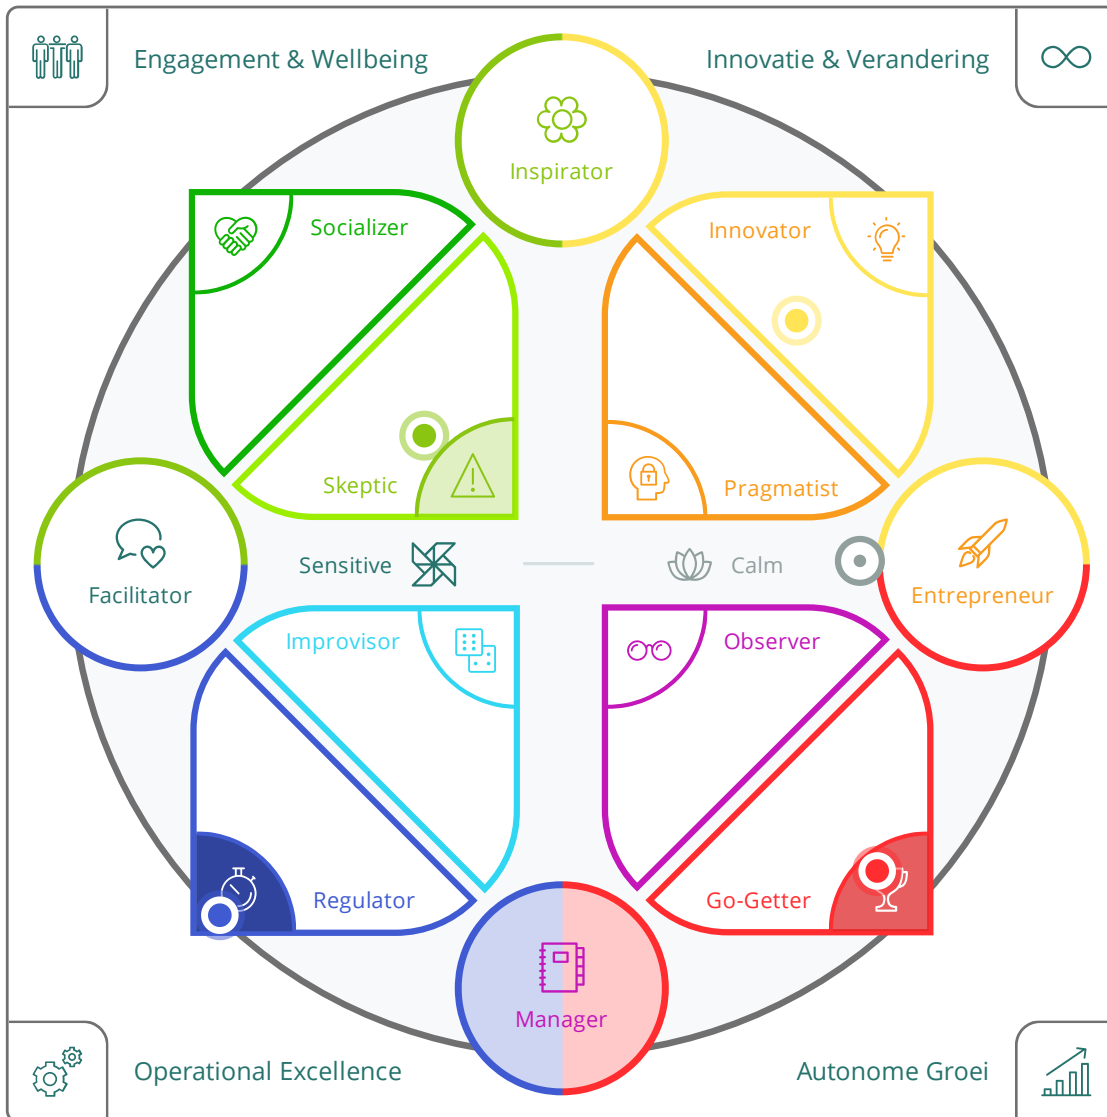 Engagement & Wellbeing
Innovatie & Verandering
Inspirator
Socializer
Innovator
Skeptic
Pragmatist
Facilitator
Sensitive
Calm
Entrepreneur
Improvisor
Observer
Regulator
Go-Getter
Manager
Operational Excellence
Autonome Groei